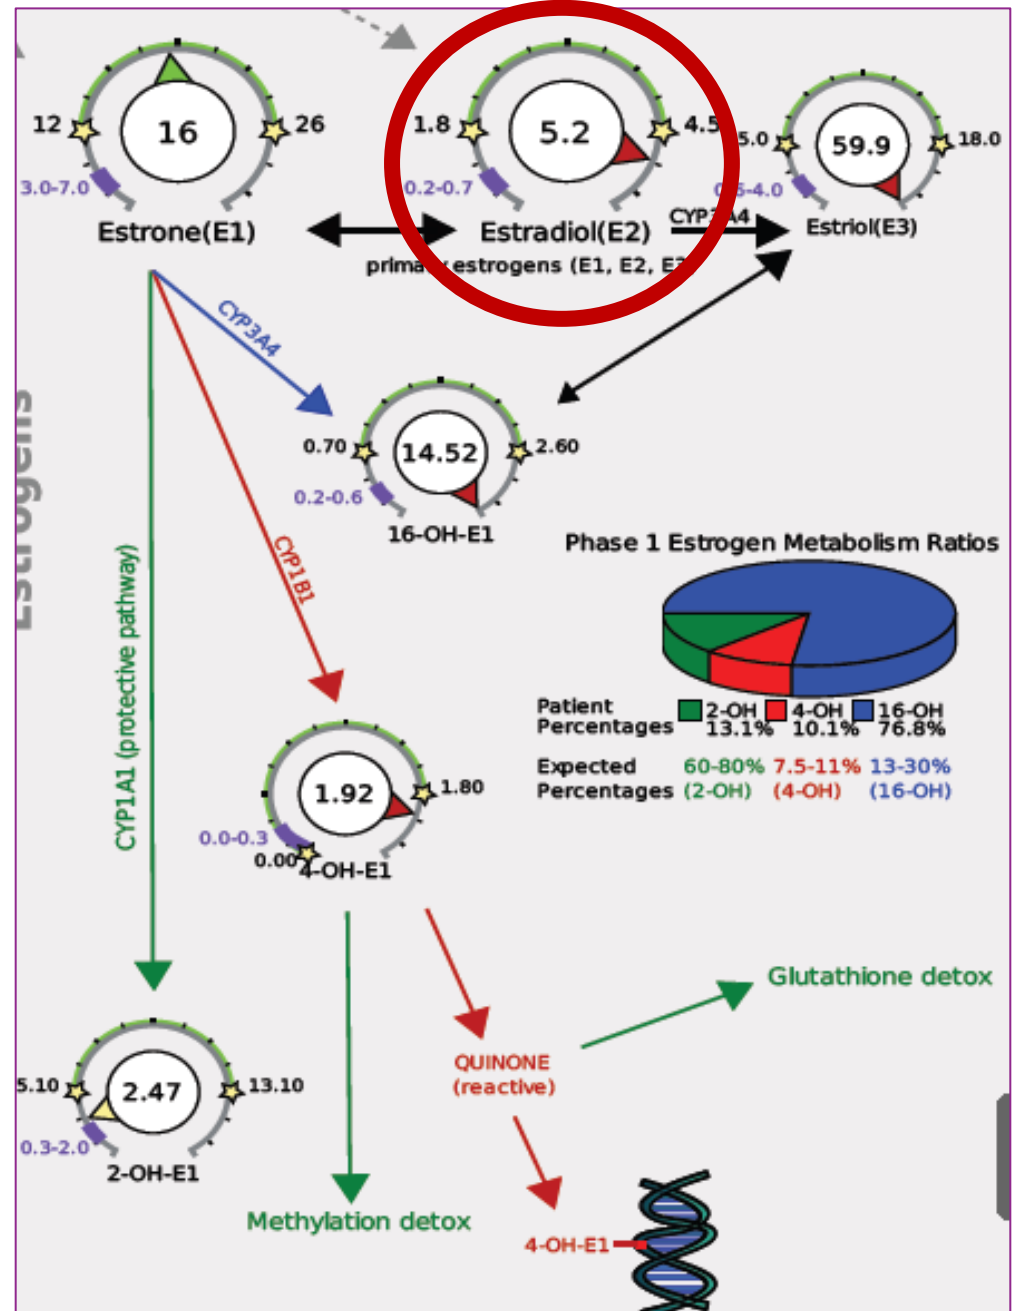 12
16
26
3.0-7.0
Estrone(E1)
1.8
5.2
4.5
0.2-0.7
Estradiol(E2)
5.0
59.9
18.0
CYP3A4
Estriol(E3)
primary estrogens (E1, E2,
CYP3A4
0.70
14.52
2.60
0.2-0.6
16-OH-E1
Estrogens
CYP1B1
CYP1A1 (protective pathway)
Phase 1 Estrogen Metabolism Ratios
Patient Percentages
2-OH 4-OH 16-OH
13.1% 10.1% 76.8%
Expected 60-80% 7.5-11% 13-30%
Percentages (2-OH) (4-OH) (16-OH)
1.92
1.80
0.0-0.3
0.00
4-OH-E1
Glutathione detox
QUINONE
(reactive)
5.10
2.47
13.10
0.3-2.0
2-OH-E1
Methylation detox
4-OH-E1